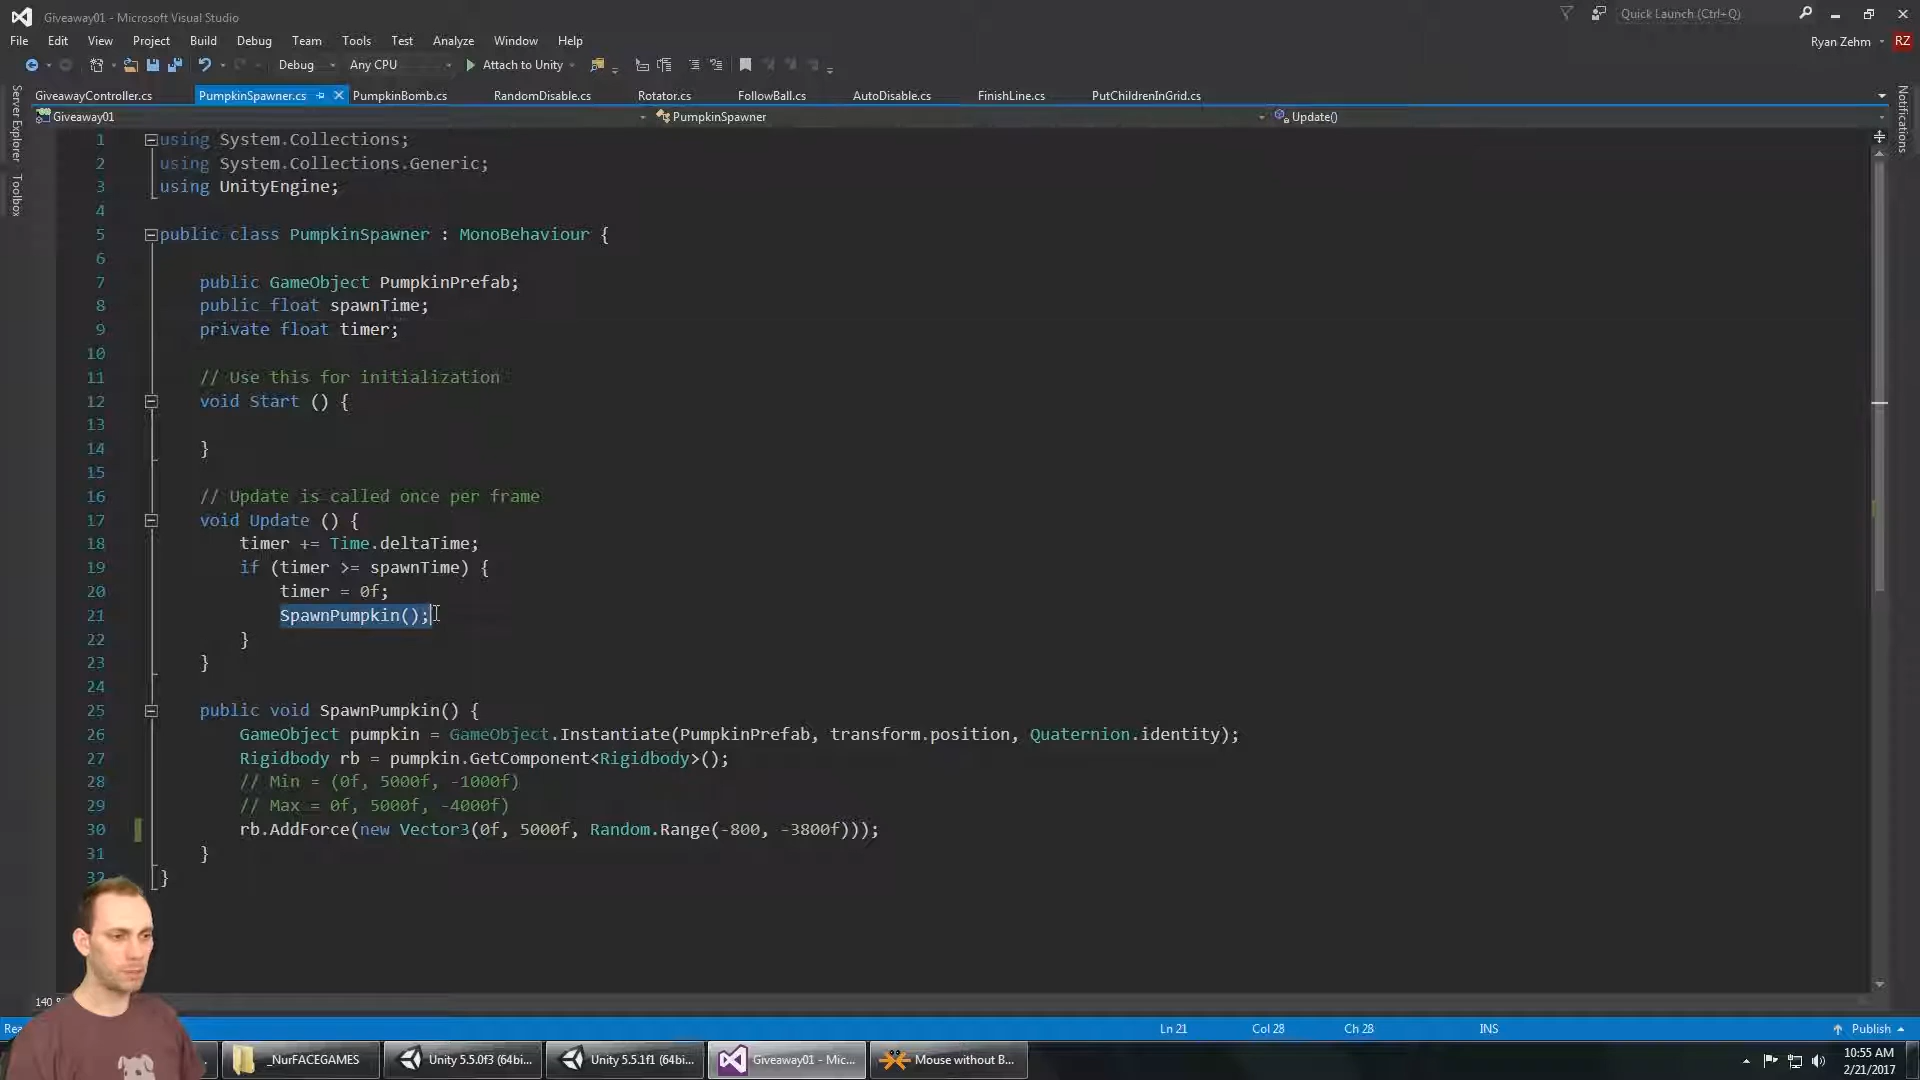 Giveaway01 - Microsoft Visual Studio
Quick Launch (Ctrl+Q)
File Edit View Project Build Debug Team Tools Test Analyze Window Help
Ryan Zehm RZ
Debug Any CPU Attach to Unity
GiveawayController.cs PumpkinSpawner.cs PumpkinBomb.cs RandomDisable.cs Rotator.cs FollowBall.cs AutoDisable.cs FinishLine.cs PutChildrenInGrid.cs
Giveaway01 PumpkinSpawner Update()
Server Explorer
Toolbox
Notifications
1 using System.Collections;
2 using System.Collections.Generic;
3 using UnityEngine;
4
5 public class PumpkinSpawner : MonoBehaviour {
6
7 public GameObject PumpkinPrefab;
8 public float spawnTime;
9 private float timer;
10
11 // Use this for initialization
12 void Start () {
13
14 }
15
16 // Update is called once per frame
17 void Update () {
18 timer += Time.deltaTime;
19 if (timer >= spawnTime) {
20 timer = 0f;
21 SpawnPumpkin();
22 }
23 }
24
25 public void SpawnPumpkin() {
26 GameObject pumpkin = GameObject.Instantiate(PumpkinPrefab, transform.position, Quaternion.identity);
27 Rigidbody rb = pumpkin.GetComponent<Rigidbody>();
28 // Min = (0f, 5000f, -1000f)
29 // Max = 0f, 5000f, -4000f)
30 rb.AddForce(new Vector3(0f, 5000f, Random.Range(-800, -3800f)));
31 }
32 }
140 %
Ln 21 Col 28 Ch 28 INS Publish
_NurFACEGAMES Unity 5.5.0f3 (64bi... Unity 5.5.1f1 (64bi... Giveaway01 - Mic... Mouse without B...
10:55 AM
2/21/2017